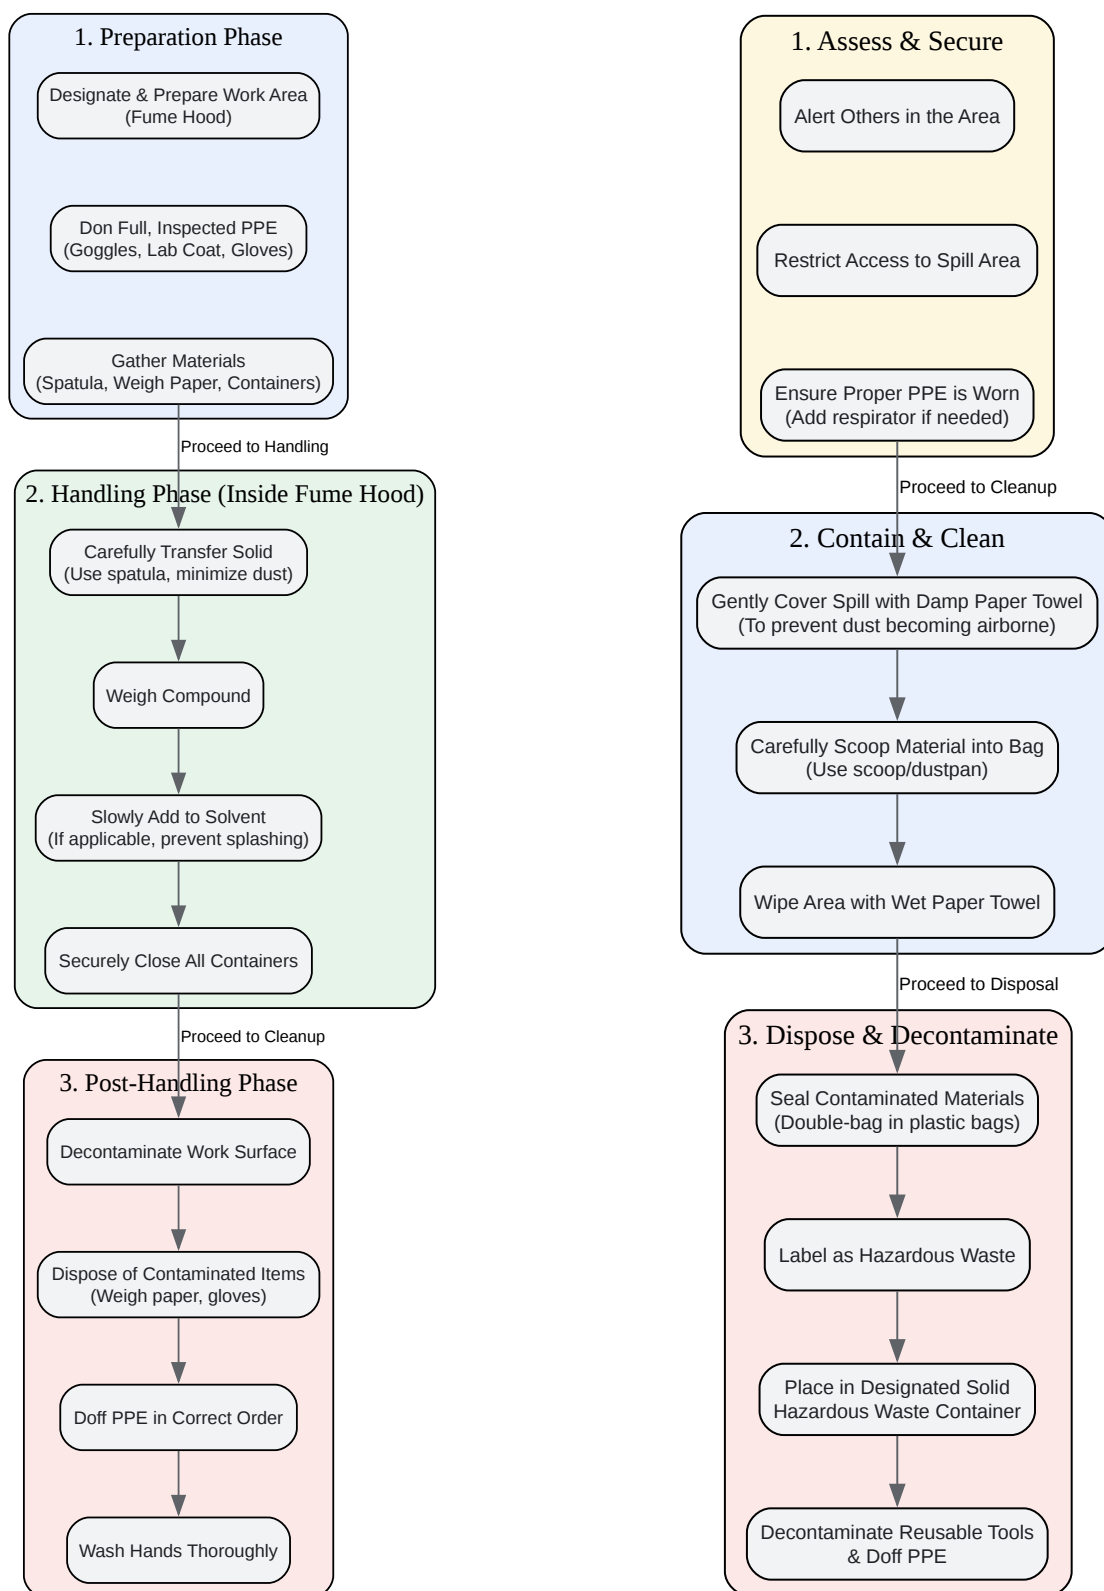 1. Preparation Phase
Designate & Prepare Work Area
(Fume Hood)
Don Full, Inspected PPE
(Goggles, Lab Coat, Gloves)
Gather Materials
(Spatula, Weigh Paper, Containers)
Proceed to Handling
2. Handling Phase (Inside Fume Hood)
Carefully Transfer Solid
(Use spatula, minimize dust)
Weigh Compound
Slowly Add to Solvent
(If applicable, prevent splashing)
Securely Close All Containers
Proceed to Cleanup
3. Post-Handling Phase
Decontaminate Work Surface
Dispose of Contaminated Items
(Weigh paper, gloves)
Doff PPE in Correct Order
Wash Hands Thoroughly
1. Assess & Secure
Alert Others in the Area
Restrict Access to Spill Area
Ensure Proper PPE is Worn
(Add respirator if needed)
Proceed to Cleanup
2. Contain & Clean
Gently Cover Spill with Damp Paper Towel
(To prevent dust becoming airborne)
Carefully Scoop Material into Bag
(Use scoop/dustpan)
Wipe Area with Wet Paper Towel
Proceed to Disposal
3. Dispose & Decontaminate
Seal Contaminated Materials
(Double-bag in plastic bags)
Label as Hazardous Waste
Place in Designated Solid
Hazardous Waste Container
Decontaminate Reusable Tools
& Doff PPE